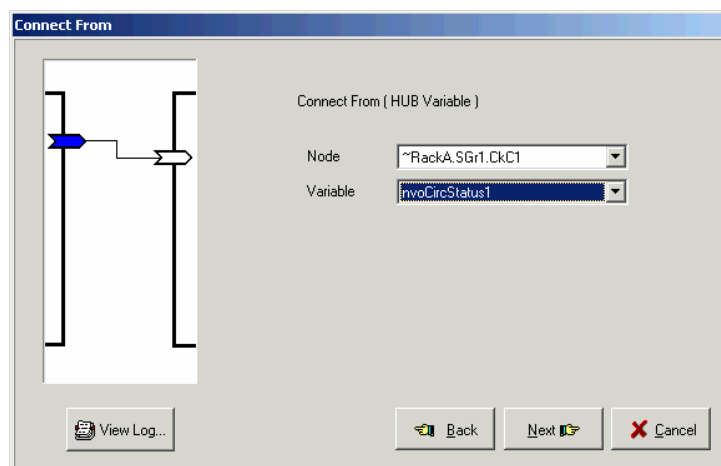 Connect From
Connect From ( HUB Variable )
Node
~RackA.SGr1.CkC1
Variable
nvoCircStatus1
View Log...
Back
Next
Cancel